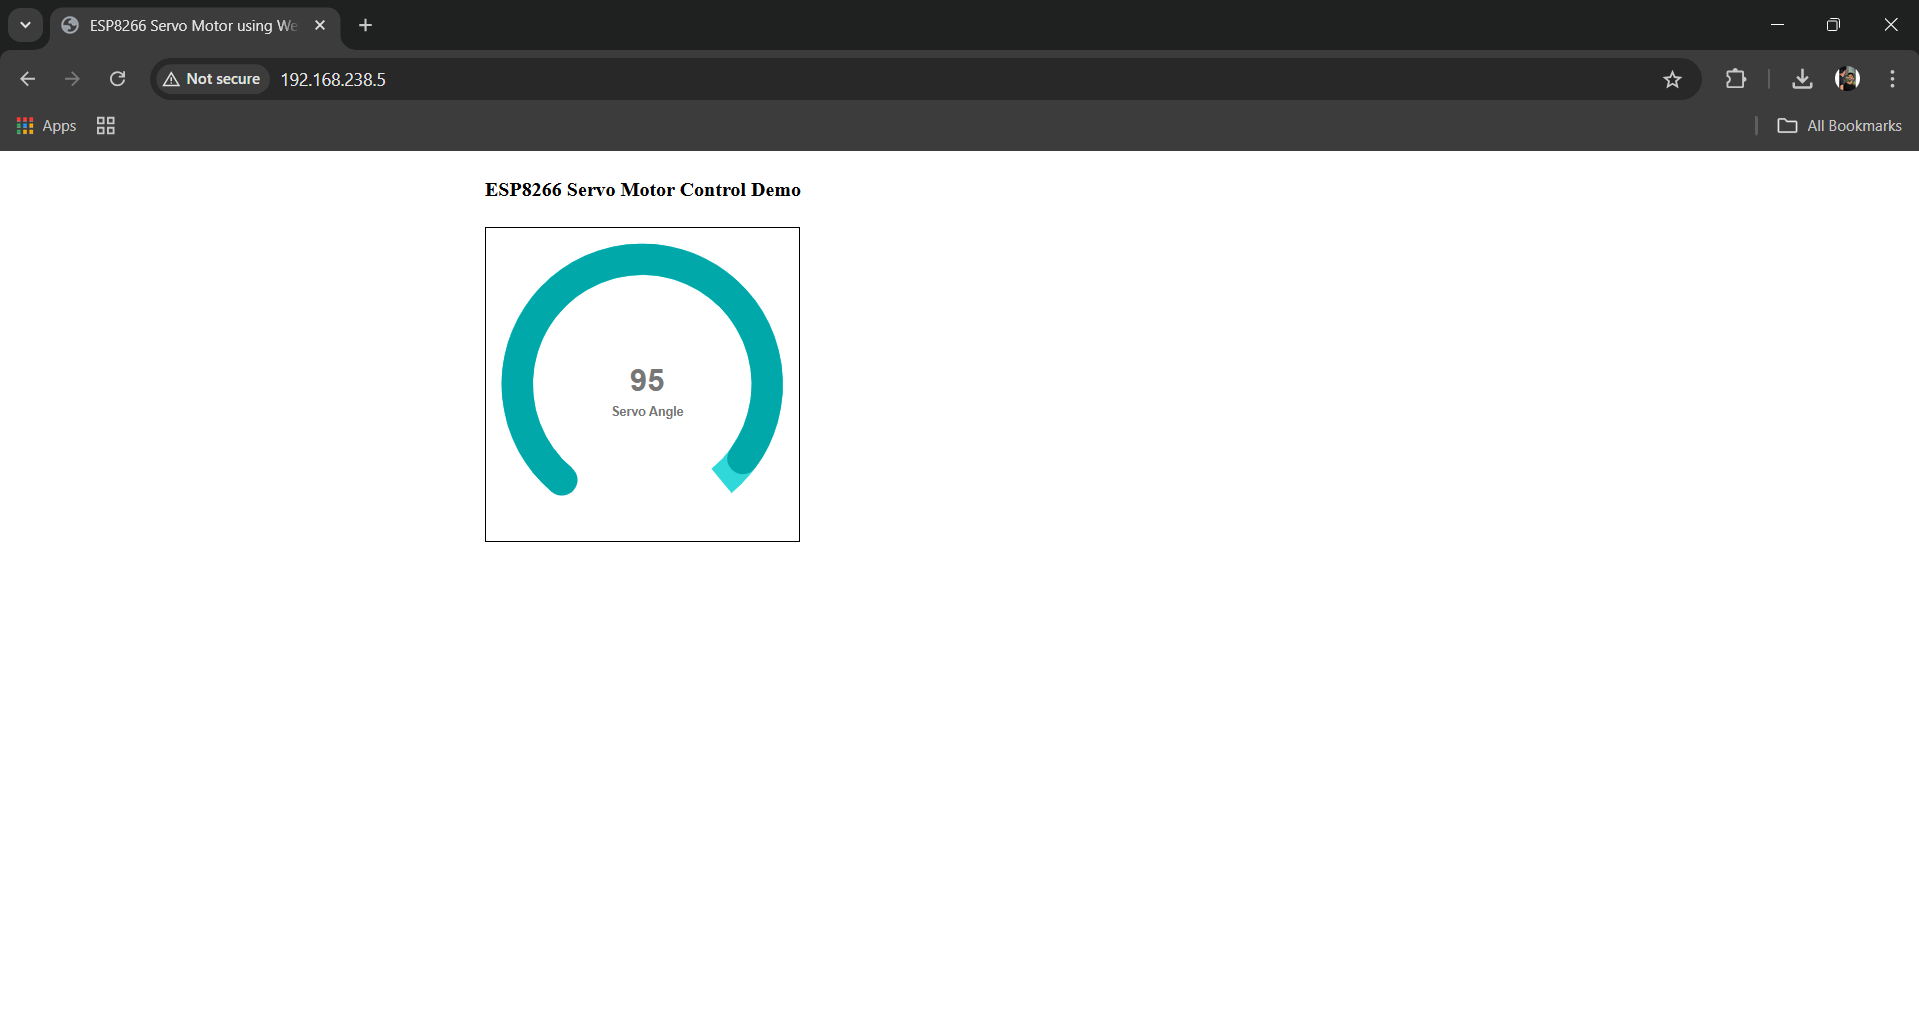 ESP8266 Servo Motor using We
Not secure
192.168.238.5
Apps
All Bookmarks
ESP8266 Servo Motor Control Demo
95
Servo Angle